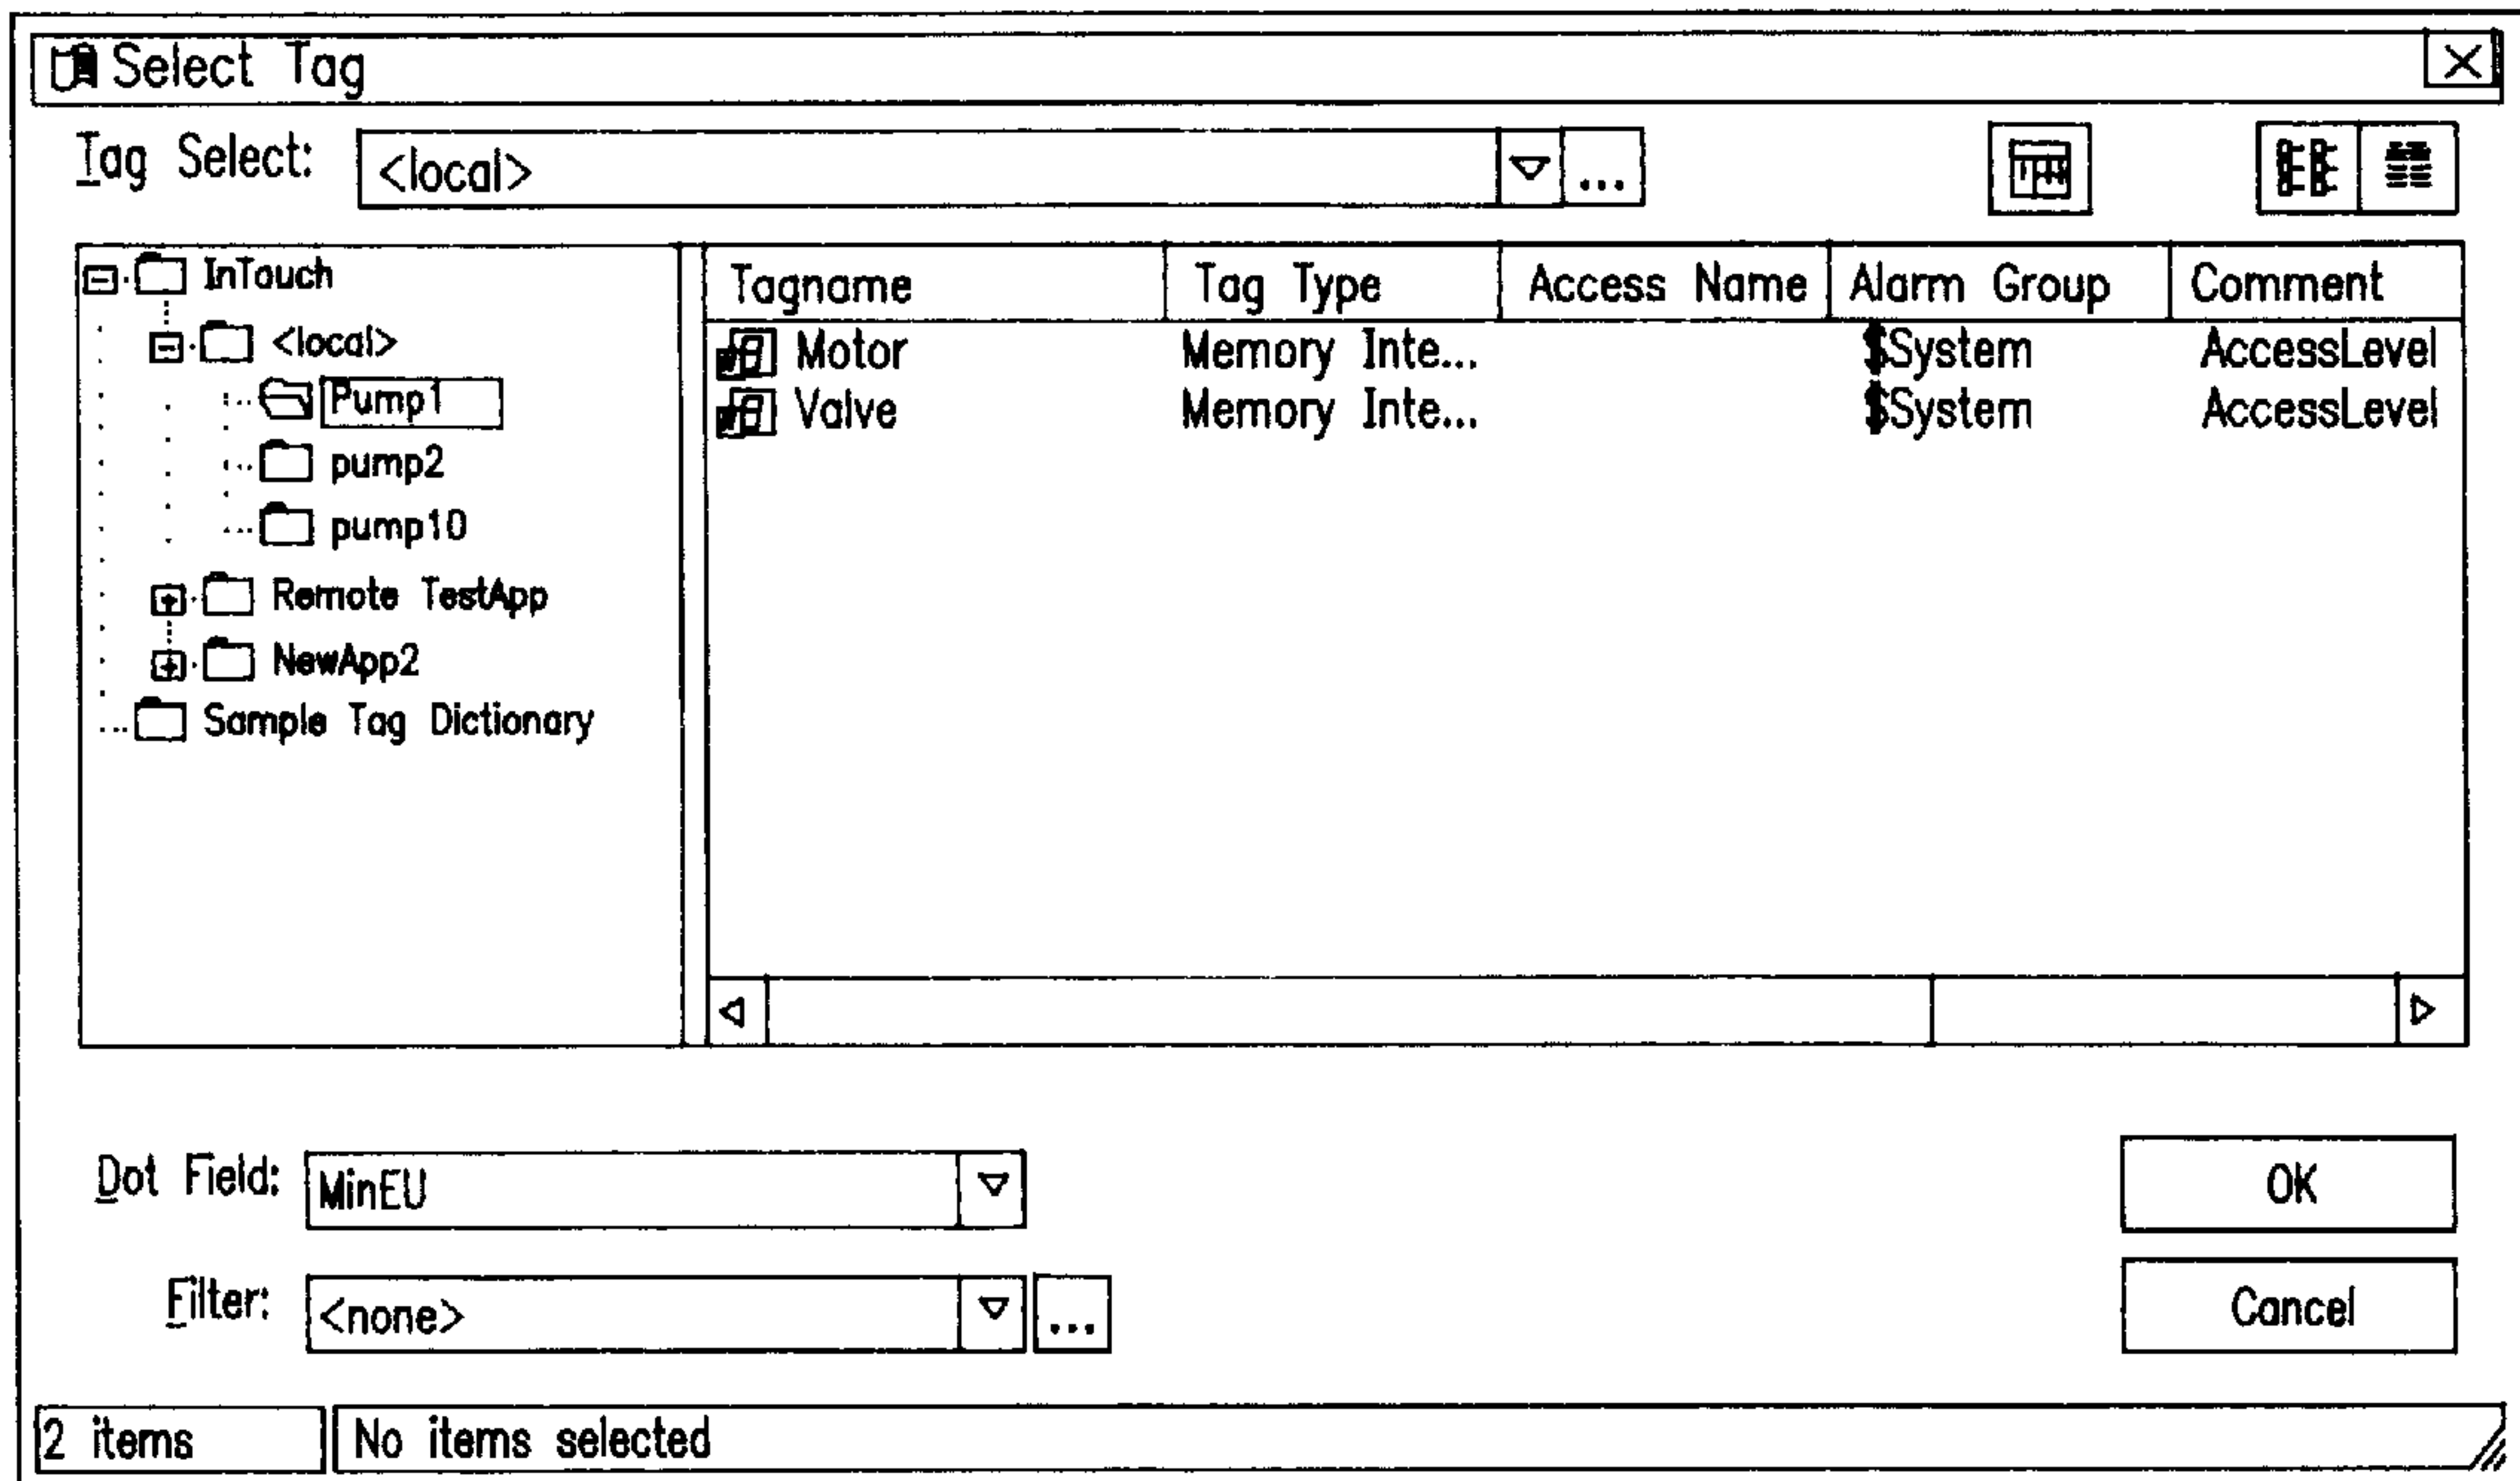 Select Tag
Tag Select: <local> ...
InTouch
<local>
Pump1
pump2
pump10
Remote TestApp
NewApp2
Sample Tag Dictionary
Tagname Tag Type Access Name Alarm Group Comment
Motor Memory Inte... $System AccessLevel
Valve Memory Inte... $System AccessLevel
Dot Field: MinEU
OK
Filter: <none> ...
Cancel
2 items No items selected